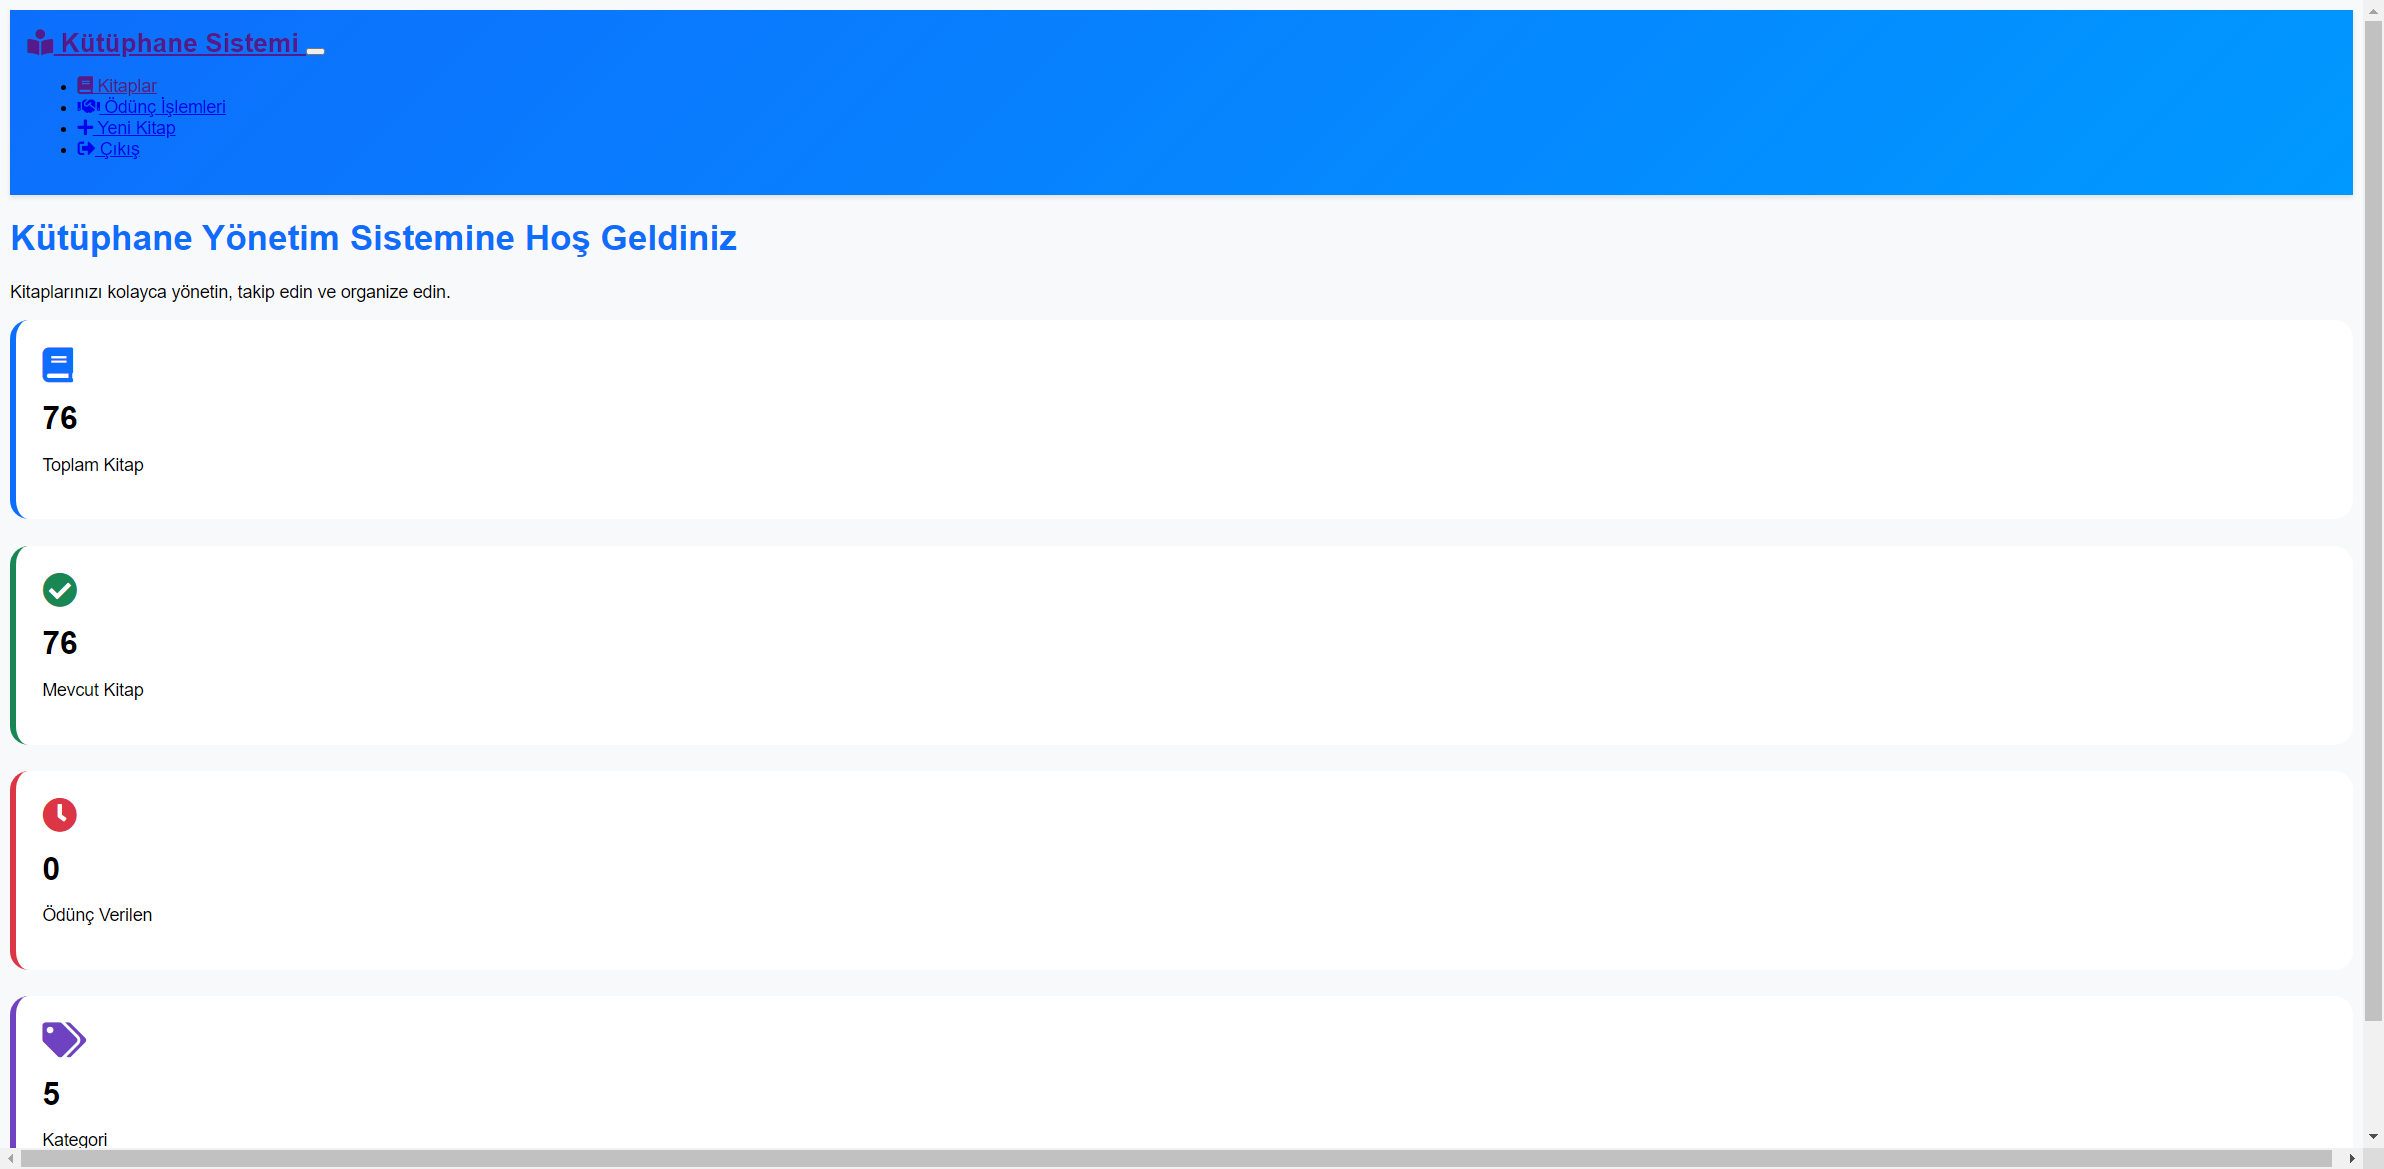 Kütüphane Sistemi
Kitaplar
Ödünç İşlemleri
Yeni Kitap
Çıkış
Kütüphane Yönetim Sistemine Hoş Geldiniz
Kitaplarınızı kolayca yönetin, takip edin ve organize edin.
76
Toplam Kitap
76
Mevcut Kitap
0
Ödünç Verilen
5
Kategori